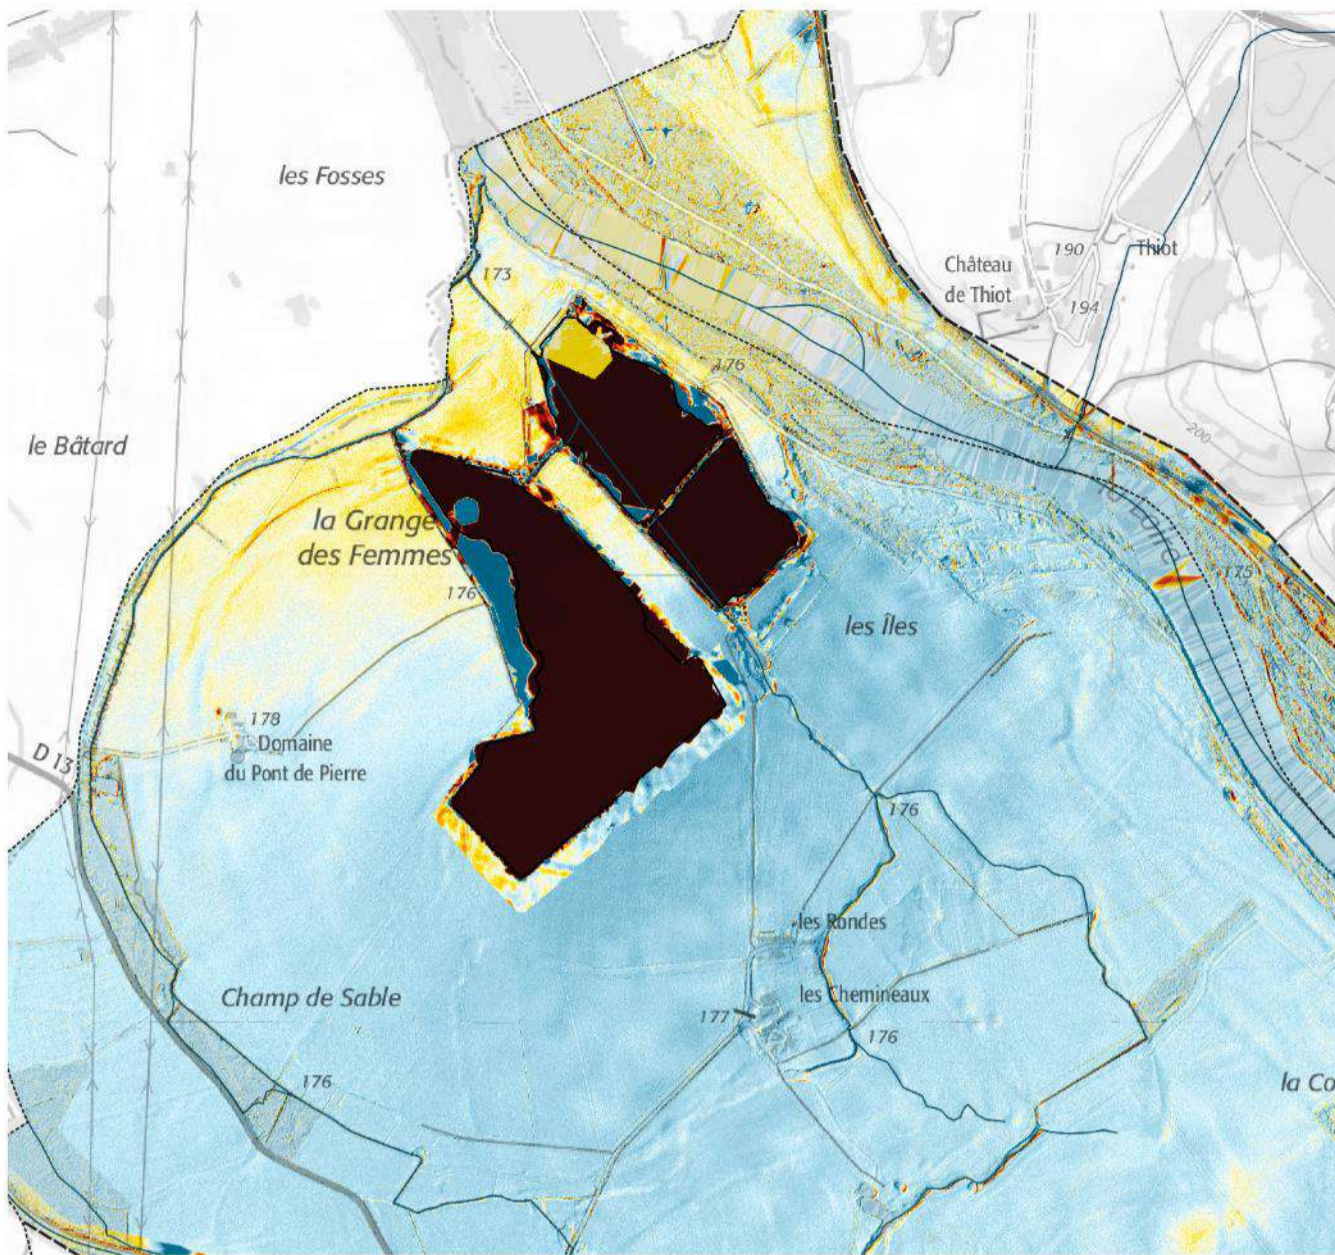 les Fosses
173
190
Thiot
Château
de Thiot
194
176
200
le Bâtard
la Grange
des Femmes
176
175
les Îles
178
Domaine
du Pont de Pierre
D 13
176
les Rondes
Champ de Sable
les Chemineaux
177
176
176
la Co